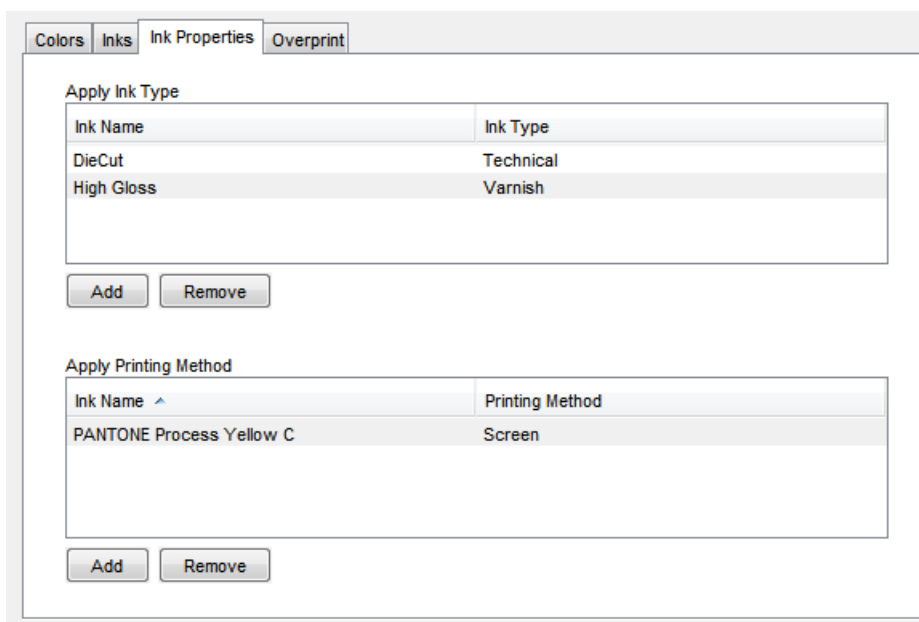 Colors Inks Ink Properties Overprint
Apply Ink Type
Ink Name Ink Type
DieCut Technical
High Gloss Varnish
Add Remove
Apply Printing Method
Ink Name Printing Method
PANTONE Process Yellow C Screen
Add Remove